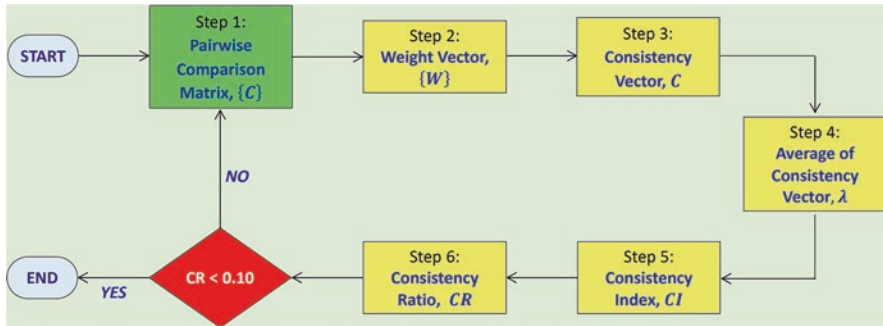 START
Step 1:
Pairwise
Comparison
Matrix, {C}
Step 2:
Weight Vector,
{W}
Step 3:
Consistency
Vector, C
Step 4:
Average of
Consistency
Vector, λ
Step 5:
Consistency
Index, CI
Step 6:
Consistency
Ratio, CR
CR < 0.10
NO
YES
END